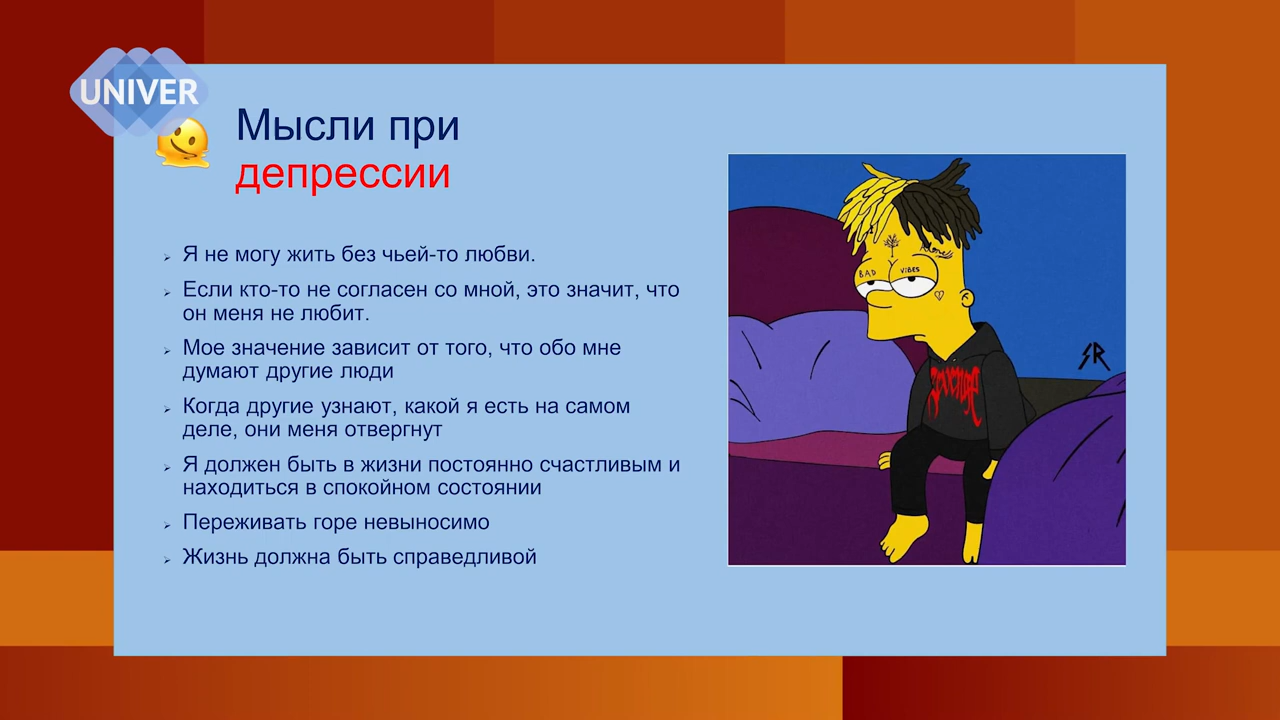 UNIVER
Мысли при
депрессии
Я не могу жить без чьей-то любви.
Если кто-то не согласен со мной, это значит, что
он меня не любит.
Мое значение зависит от того, что обо мне
думают другие люди
Когда другие узнают, какой я есть на самом
деле, они меня отвергнут
Я должен быть в жизни постоянно счастливым и
находиться в спокойном состоянии
Переживать горе невыносимо
Жизнь должна быть справедливой
BAD VIBES
SR
revenge